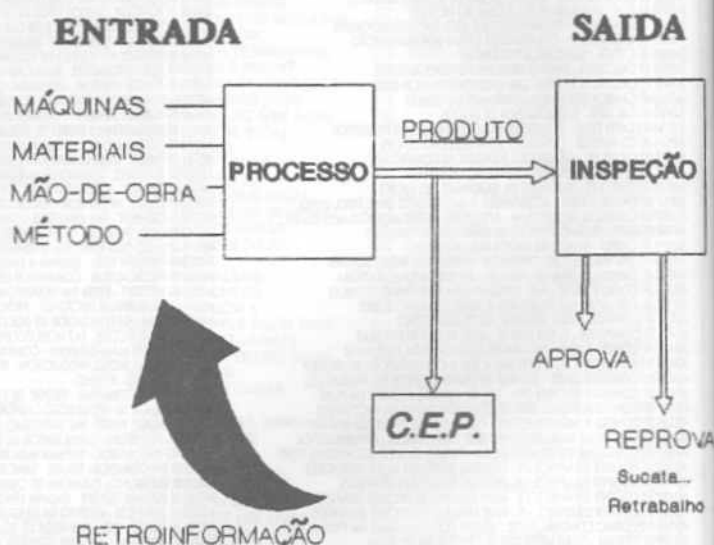 ENTRADA
SAIDA
MÁQUINAS
MATERIAIS
MÃO-DE-OBRA
MÉTODO
PROCESSO
PRODUTO
INSPEÇÃO
APROVA
C.E.P.
REPROVA
Sucata...
Retrabalho
RETROINFORMAÇÃO